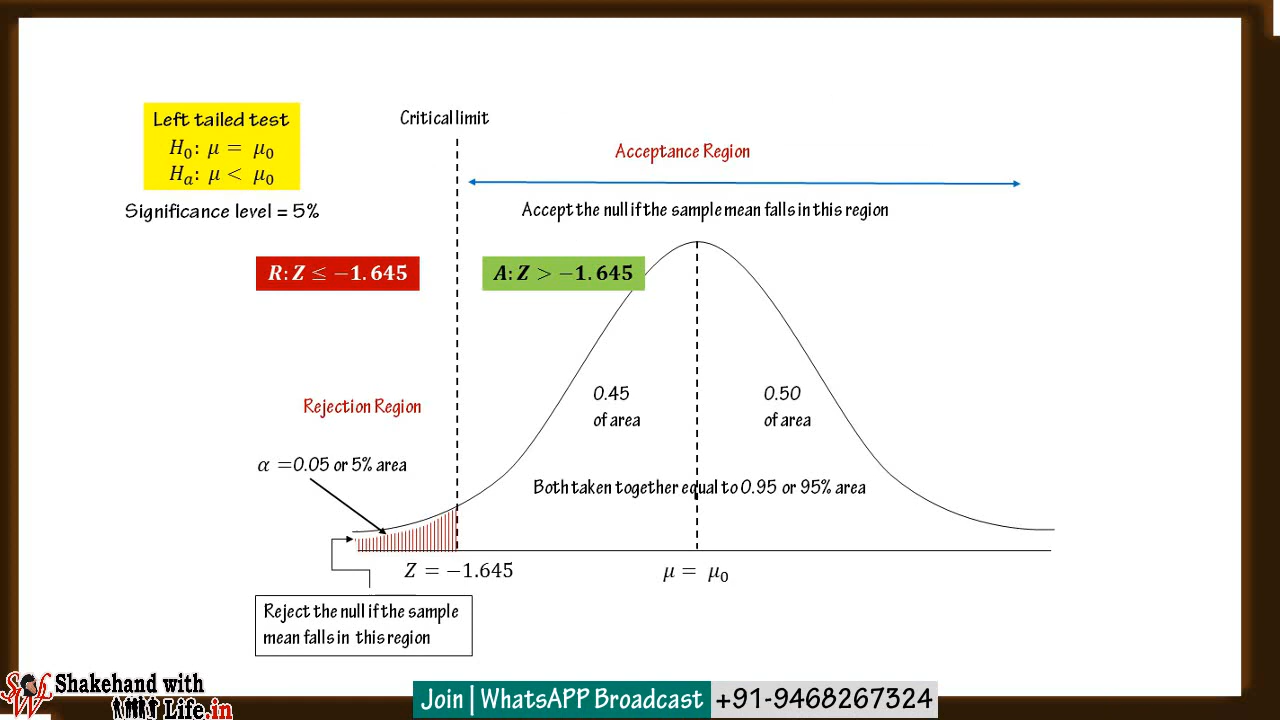 Left tailed test
H₀: μ = μ₀
Hₐ: μ < μ₀
Significance level = 5%
Critical limit
Acceptance Region
Accept the null if the sample mean falls in this region
R: Z ≤ −1.645
A: Z > −1.645
0.45
of area
0.50
of area
Rejection Region
α =0.05 or 5% area
Both taken together equal to 0.95 or 95% area
Z = −1.645
μ = μ₀
Reject the null if the sample
mean falls in this region
Shakehand with
Life.in
Join | WhatsAPP Broadcast +91-9468267324